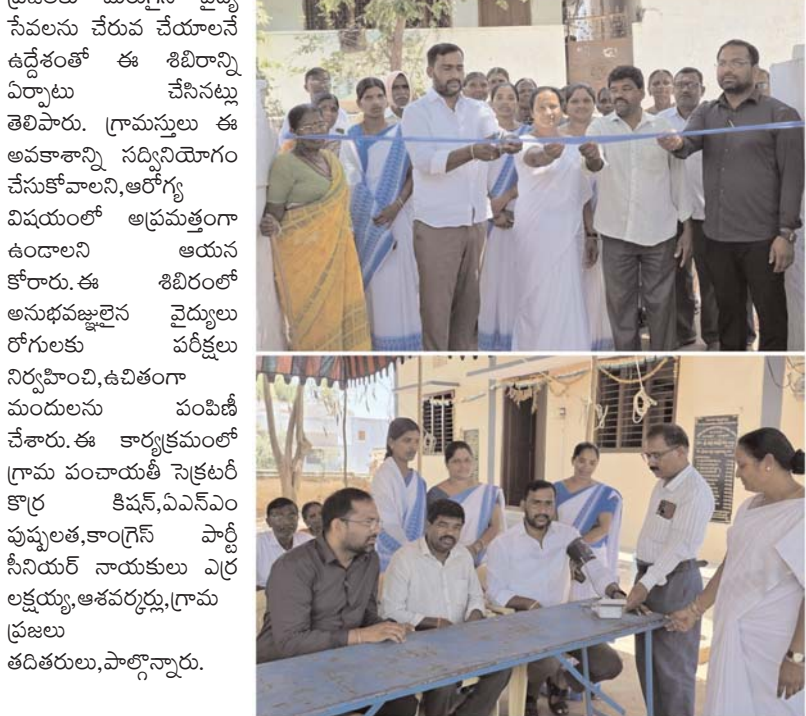 ప్రజలకు మెరుగైన వైద్య
సేవలను చేరువ చేయాలనే
ఉద్దేశంతో ఈ శిబిరాన్ని
ఏర్పాటు చేసినట్లు
తెలిపారు. గ్రామస్తులు ఈ
అవకాశాన్ని సద్వినియోగం
చేసుకోవాలని,ఆరోగ్య
విషయంలో అప్రమత్తంగా
ఉండాలని ఆయన
కోరారు.ఈ శిబిరంలో
అనుభవజ్ఞులైన వైద్యులు
రోగులకు పరీక్షలు
నిర్వహించి,ఉచితంగా
మందులను పంపిణీ
చేశారు.ఈ కార్యక్రమంలో
గ్రామ పంచాయతీ సెక్రటరీ
కొర్ర కిషన్,ఏఎన్ఎం
పుష్పలత,కాంగ్రెస్ పార్టీ
సీనియర్ నాయకులు ఎర్ర
లక్షయ్య,ఆశవర్కర్లు,గ్రామ
ప్రజలు
తదితరులు,పాల్గొన్నారు.